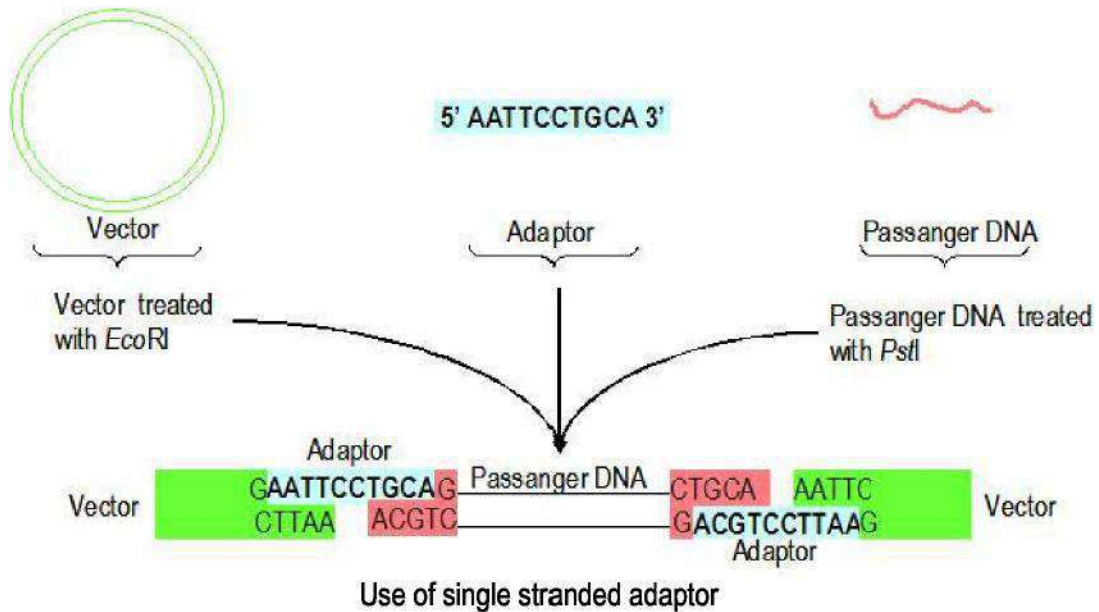 5' AATTCCTGCA 3'
Vector
Adaptor
Passanger DNA
Vector treated
with EcoRI
Passanger DNA treated
with PstI
Adaptor
Vector
GAATTCCTGCAG
Passanger DNA
CTGCA
AATTC
Vector
CTTAA
ACGTC
GACGTCCTTAAG
Adaptor
Use of single stranded adaptor